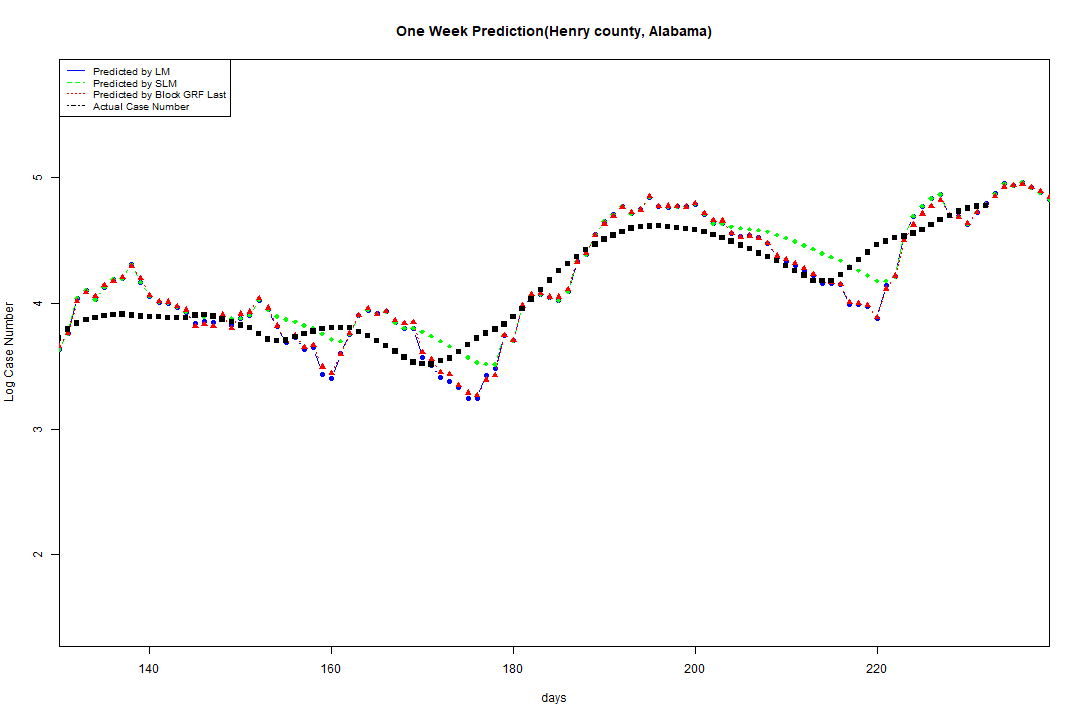 One Week Prediction(Henry county, Alabama)
Predicted by LM
Predicted by SLM
Predicted by Block GRF Last
Actual Case Number
5
4
3
2
Log Case Number
140 160 180 200 220
days